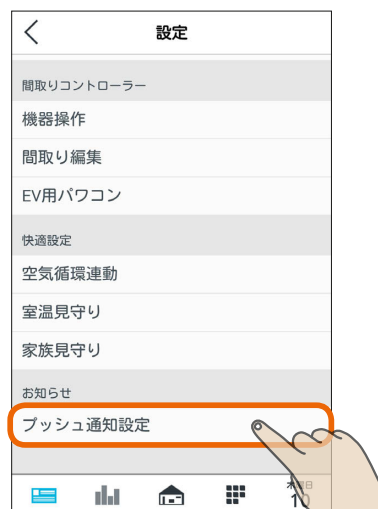 設定
間取りコントローラー
機器操作
間取り編集
EV用パワコン
快適設定
空気循環連動
室温見守り
家族見守り
お知らせ
プッシュ通知設定